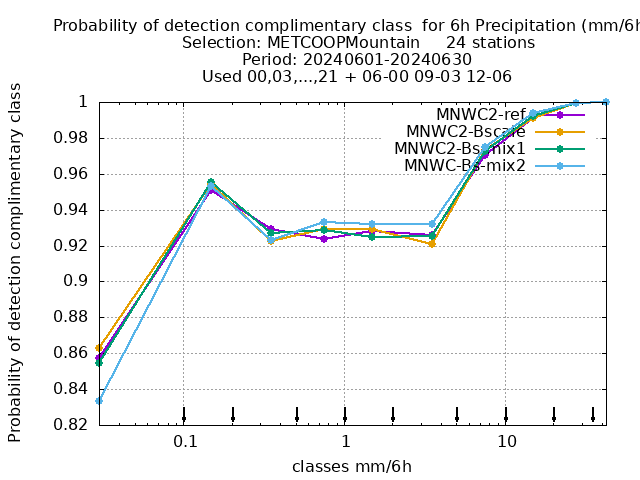 Probability of detection complimentary class  for 6h Precipitation (mm/6h
Selection: METCOOPMountain     24 stations
Period: 20240601-20240630
Used 00,03,...,21 + 06-00 09-03 12-06
Probability of detection complimentary class
1
0.98
0.96
0.94
0.92
0.9
0.88
0.86
0.84
0.82
MNWC2-ref
MNWC2-Bscale
MNWC2-Bs-mix1
MNWC-Bs-mix2
0.1
1
10
classes mm/6h